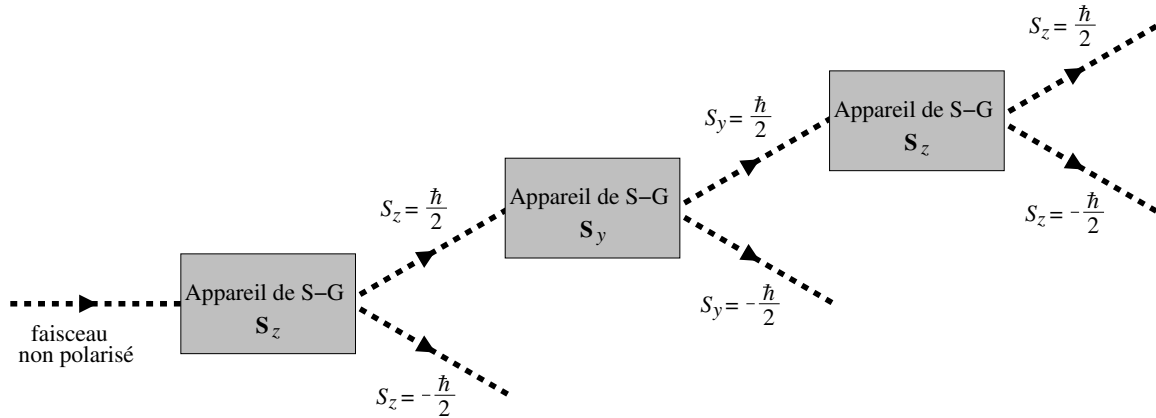 S_z = ħ/2
Appareil de S–G
S_z
S_y = ħ/2
S_z = -ħ/2
Appareil de S–G
S_y
S_z = ħ/2
S_y = -ħ/2
Appareil de S–G
S_z
faisceau
non polarisé
S_z = -ħ/2